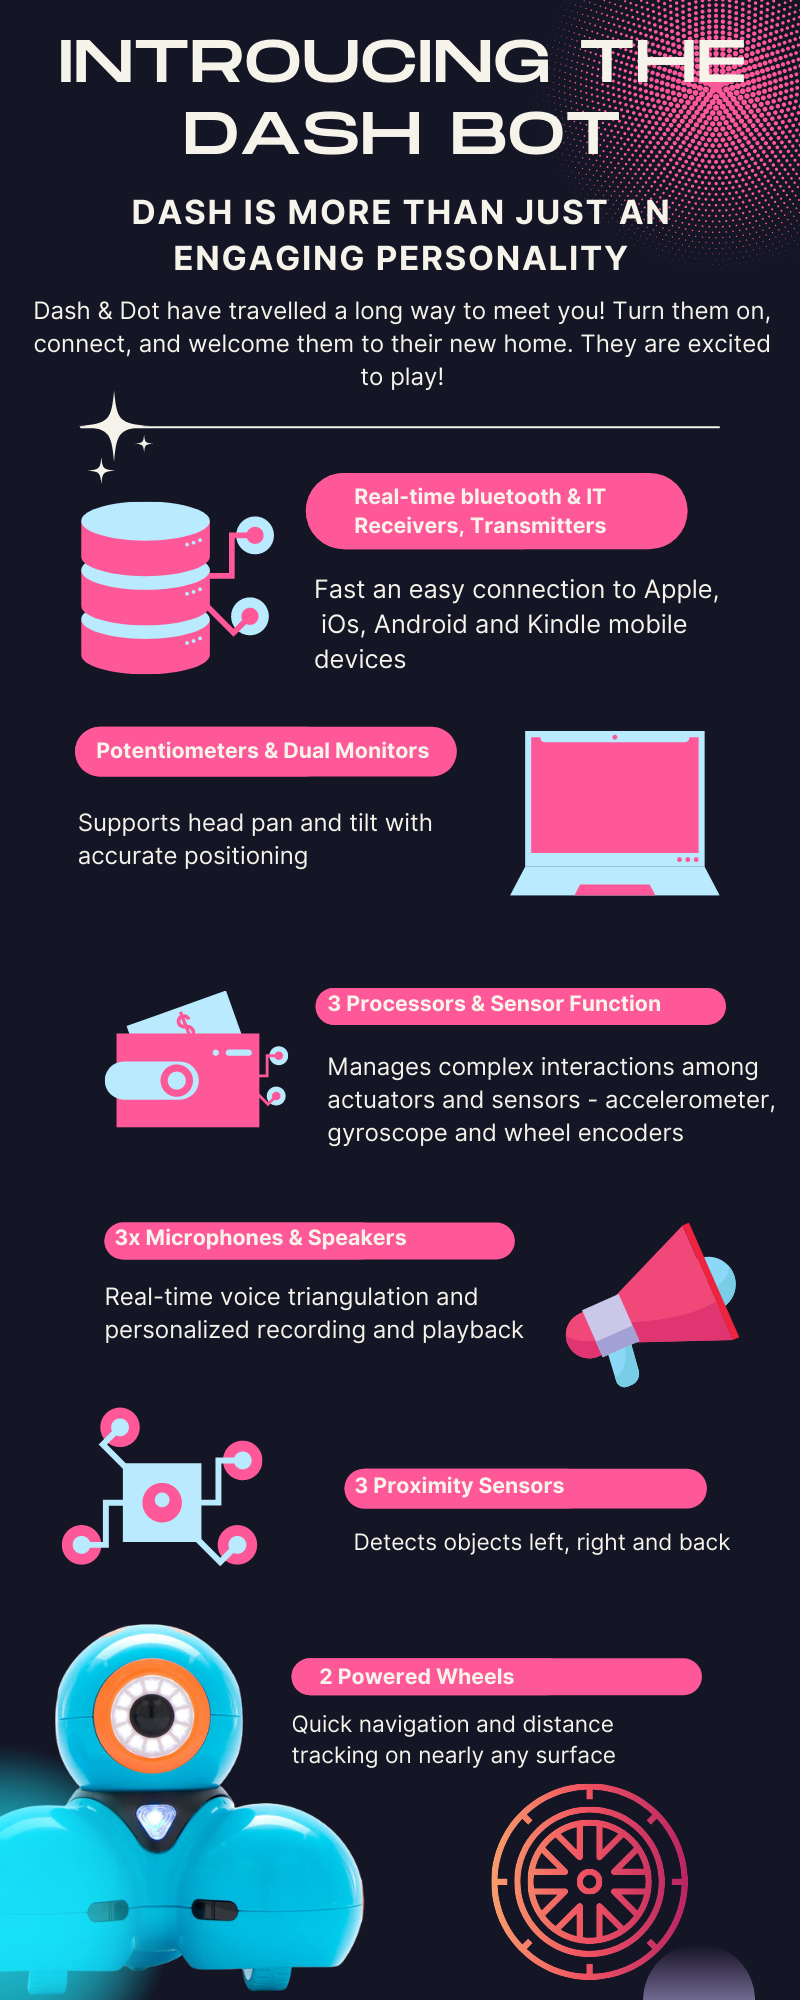 INTROUCING THE
DASH BOT
DASH IS MORE THAN JUST AN
ENGAGING PERSONALITY
Dash & Dot have travelled a long way to meet you! Turn them on,
connect, and welcome them to their new home. They are excited
to play!
Real-time bluetooth & IT
Receivers, Transmitters
Fast an easy connection to Apple,
iOs, Android and Kindle mobile
devices
Potentiometers & Dual Monitors
Supports head pan and tilt with
accurate positioning
$
3 Processors & Sensor Function
Manages complex interactions among
actuators and sensors - accelerometer,
gyroscope and wheel encoders
3x Microphones & Speakers
Real-time voice triangulation and
personalized recording and playback
3 Proximity Sensors
Detects objects left, right and back
2 Powered Wheels
Quick navigation and distance
tracking on nearly any surface